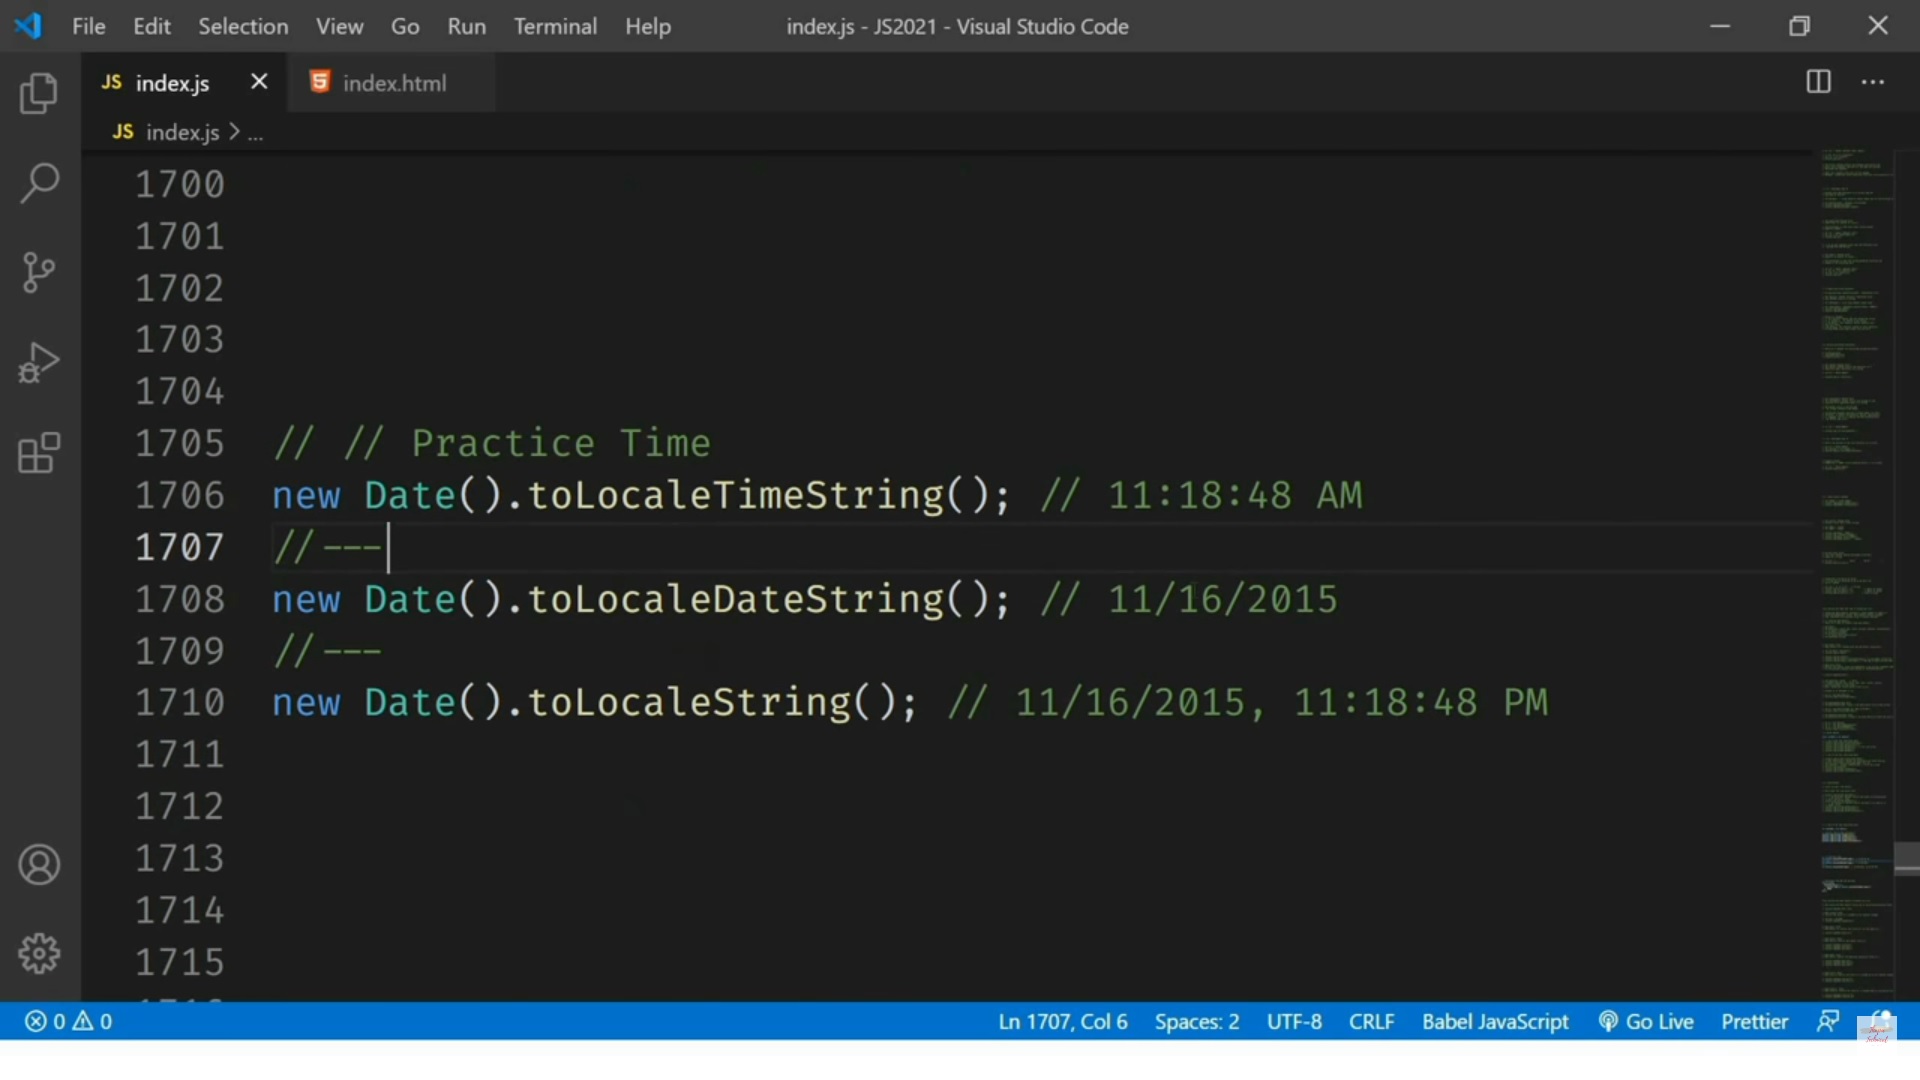 File Edit Selection View Go Run Terminal Help index.js - JS2021 - Visual Studio Code
JS index.js index.html
JS index.js > ...
1700
1701
1702
1703
1704
1705 // // Practice Time
1706 new Date().toLocaleTimeString(); // 11:18:48 AM
1707 //---
1708 new Date().toLocaleDateString(); // 11/16/2015
1709 //---
1710 new Date().toLocaleString(); // 11/16/2015, 11:18:48 PM
1711
1712
1713
1714
1715
0 0 Ln 1707, Col 6 Spaces: 2 UTF-8 CRLF Babel JavaScript Go Live Prettier